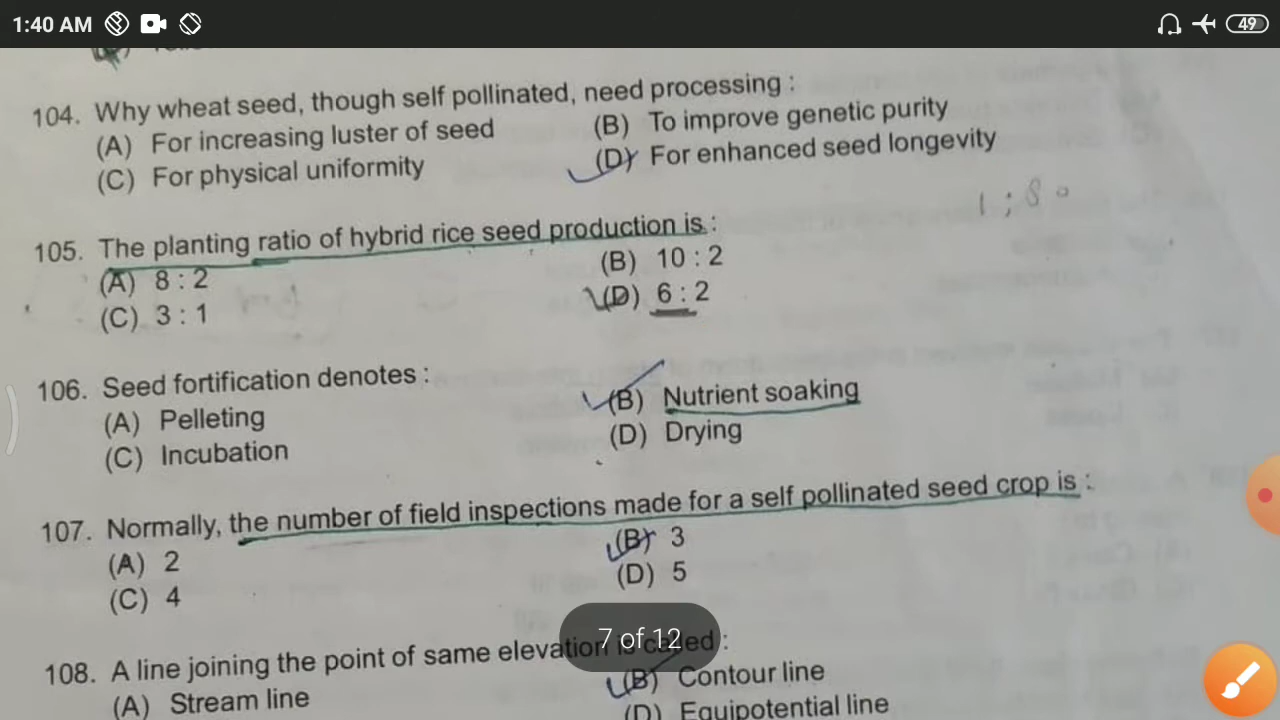 1:40 AM 49
104. Why wheat seed, though self pollinated, need processing :
(A) For increasing luster of seed (B) To improve genetic purity
(C) For physical uniformity (D) For enhanced seed longevity
1 ; 8 0
105. The planting ratio of hybrid rice seed production is :
(A) 8 : 2 (B) 10 : 2
(C) 3 : 1 (D) 6 : 2
106. Seed fortification denotes :
(A) Pelleting (B) Nutrient soaking
(C) Incubation (D) Drying
107. Normally, the number of field inspections made for a self pollinated seed crop is :
(A) 2 (B) 3
(C) 4 (D) 5
7 of 12
108. A line joining the point of same elevation is called :
(A) Stream line (B) Contour line
(D) Equipotential line